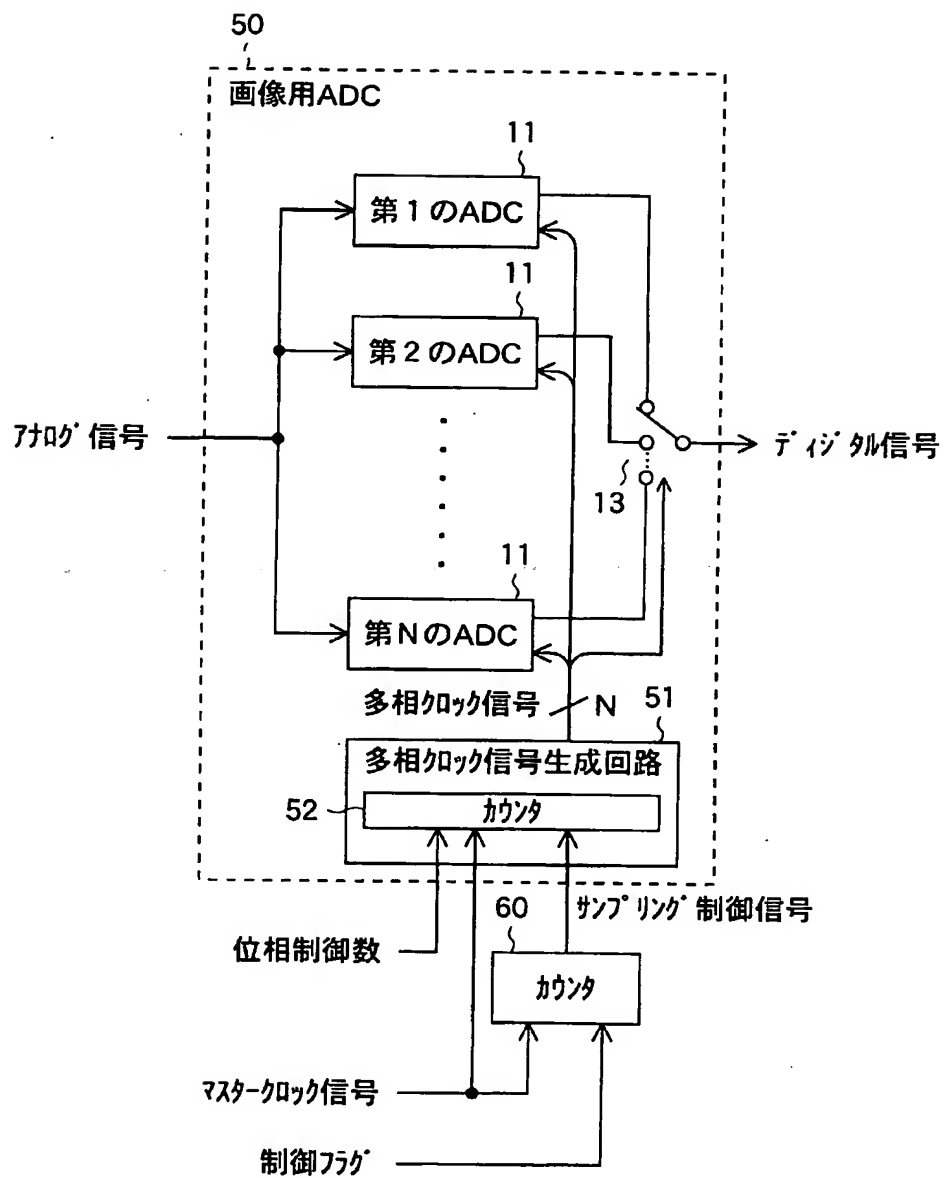 50
画像用ADC
11
第1のADC
11
第2のADC
アナログ信号
ディジタル信号
13
11
第NのADC
多相クロック信号
N
51
多相クロック信号生成回路
52
カウンタ
サンプリング制御信号
60
位相制御数
カウンタ
マスタークロック信号
制御フラグ